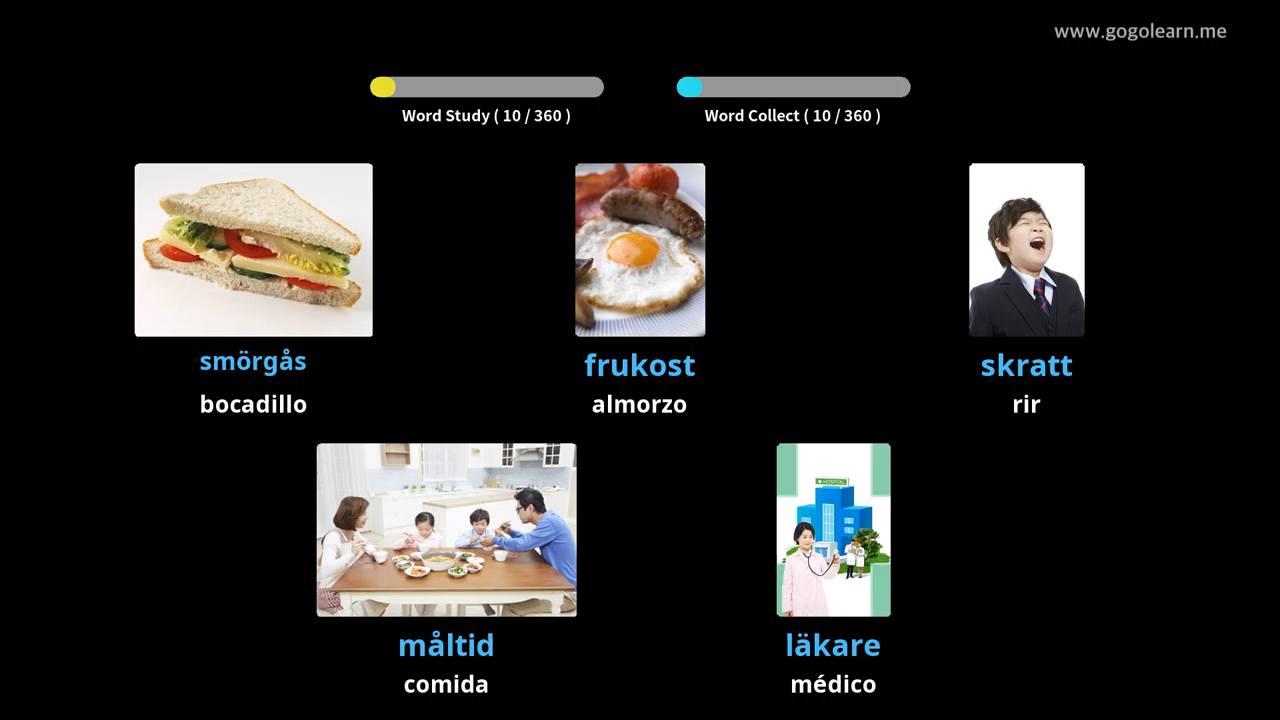 www.gogolearn.me
Word Study ( 10 / 360 )
Word Collect ( 10 / 360 )
smörgås
bocadillo
frukost
almorzo
skratt
rir
HOSPITAL
måltid
comida
läkare
médico